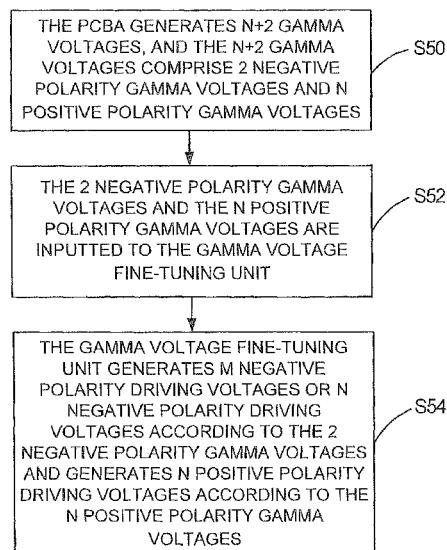 THE PCBA GENERATES N+2 GAMMA
VOLTAGES, AND THE N+2 GAMMA
VOLTAGES COMPRISE 2 NEGATIVE
POLARITY GAMMA VOLTAGES AND N
POSITIVE POLARITY GAMMA VOLTAGES
S50
THE 2 NEGATIVE POLARITY GAMMA
VOLTAGES AND THE N POSITIVE
POLARITY GAMMA VOLTAGES ARE
INPUTTED TO THE GAMMA VOLTAGE
FINE-TUNING UNIT
S52
THE GAMMA VOLTAGE FINE-TUNING
UNIT GENERATES M NEGATIVE
POLARITY DRIVING VOLTAGES OR N
NEGATIVE POLARITY DRIVING
VOLTAGES ACCORDING TO THE 2
NEGATIVE POLARITY GAMMA VOLTAGES
AND GENERATES N POSITIVE POLARITY
DRIVING VOLTAGES ACCORDING TO THE
N POSITIVE POLARITY GAMMA
VOLTAGES
S54